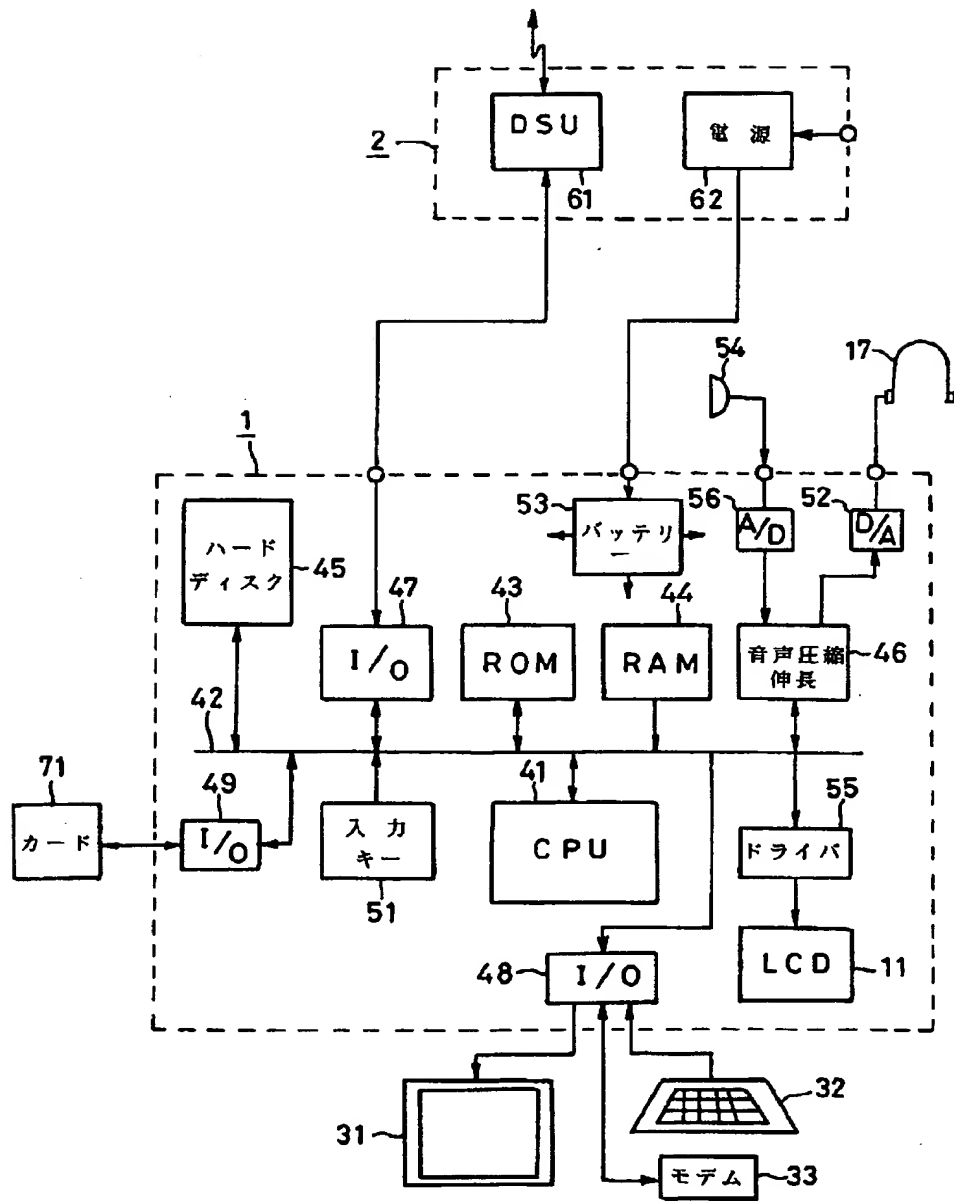 DSU
61
電源
62
2
54
17
1
ハード
ディスク
45
53
バッテリ
ー
56
A/D
52
D/A
47
I/O
43
ROM
44
RAM
音声圧縮
伸長
46
42
71
カード
49
I/O
入力
キー
51
41
CPU
55
ドライバ
48
I/O
LCD
11
31
32
モデム
33